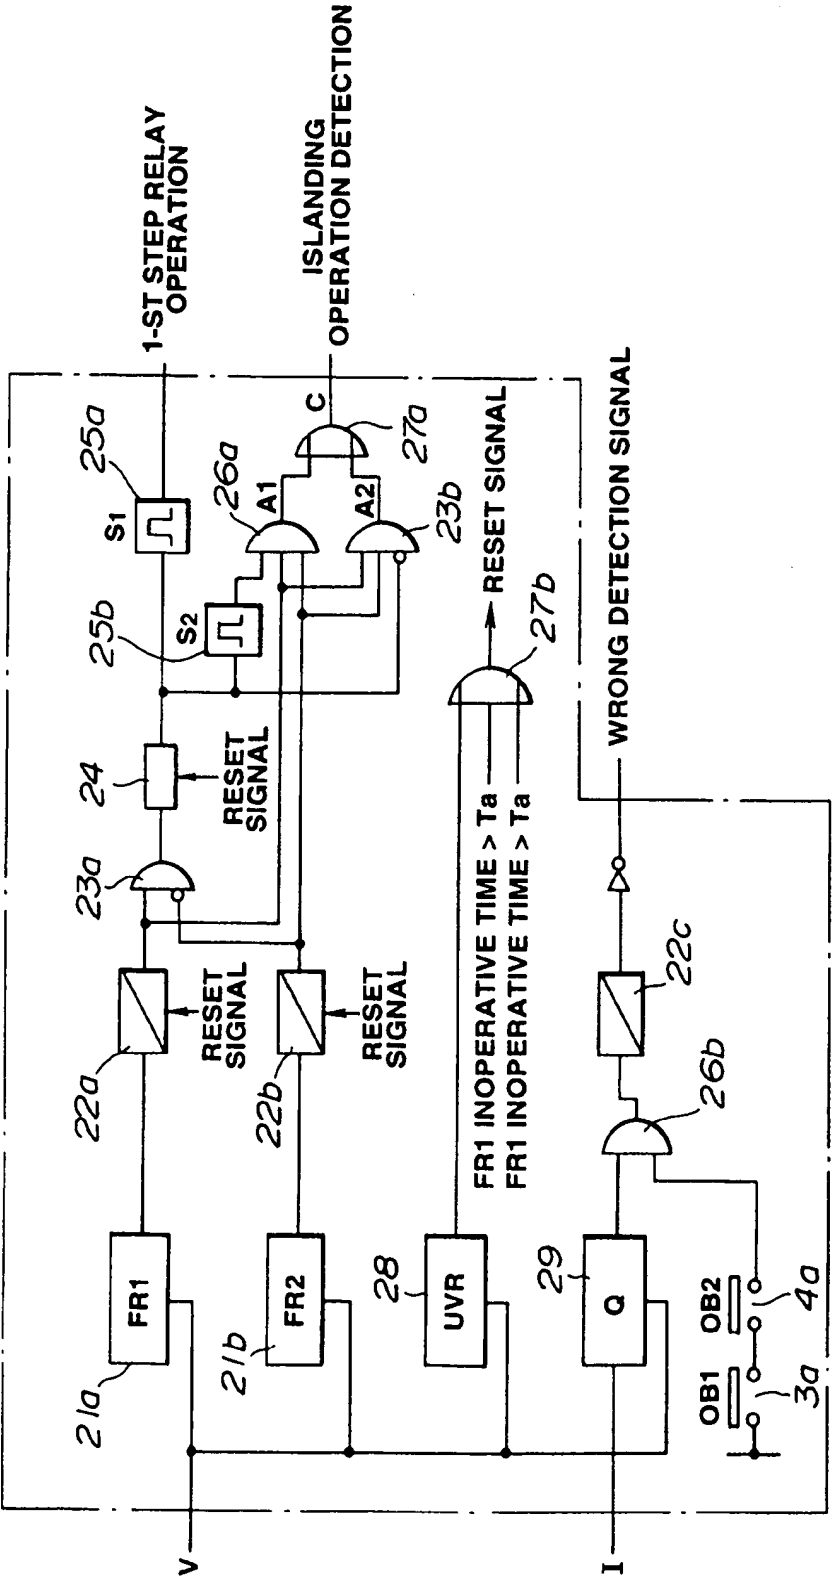 V
I
21a
FR1
22a
RESET
SIGNAL
23a
24
RESET
SIGNAL
25a
S1
1-ST STEP RELAY
OPERATION
25b
S2
26a
A1
A2
23b
C
27a
ISLANDING
OPERATION DETECTION
21b
FR2
22b
RESET
SIGNAL
28
UVR
FR1 INOPERATIVE TIME > Ta
FR1 INOPERATIVE TIME > Ta
27b
RESET SIGNAL
29
Q
26b
22c
WRONG DETECTION SIGNAL
OB1
OB2
3a
4a